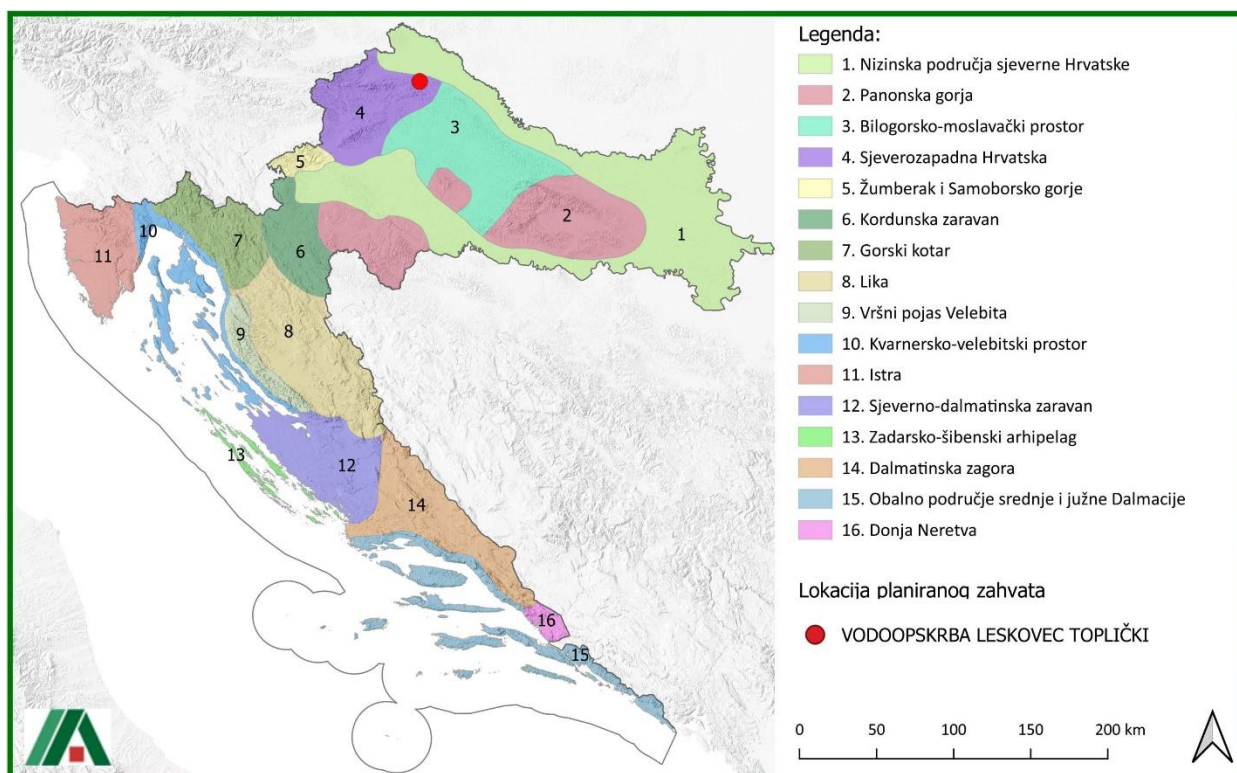 Legenda:
1. Nizinska područja sjeverne Hrvatske
2. Panonska gorja
3. Bilogorsko-moslavački prostor
4. Sjeverozapadna Hrvatska
5. Žumberak i Samoborsko gorje
6. Kordunska zaravan
7. Gorski kotar
8. Lika
9. Vršni pojas Velebita
10. Kvarnersko-velebitski prostor
11. Istra
12. Sjeverno-dalmatinska zaravan
13. Zadarsko-šibenski arhipelag
14. Dalmatinska zagora
15. Obalno područje srednje i južne Dalmacije
16. Donja Neretva
Lokacija planiranog zahvata
VODOOPSKRBA LESKOVEC TOPLIČKI
0 50 100 150 200 km
4
3
5
2
10
11
7
6
1
9
8
13
12
14
16
15